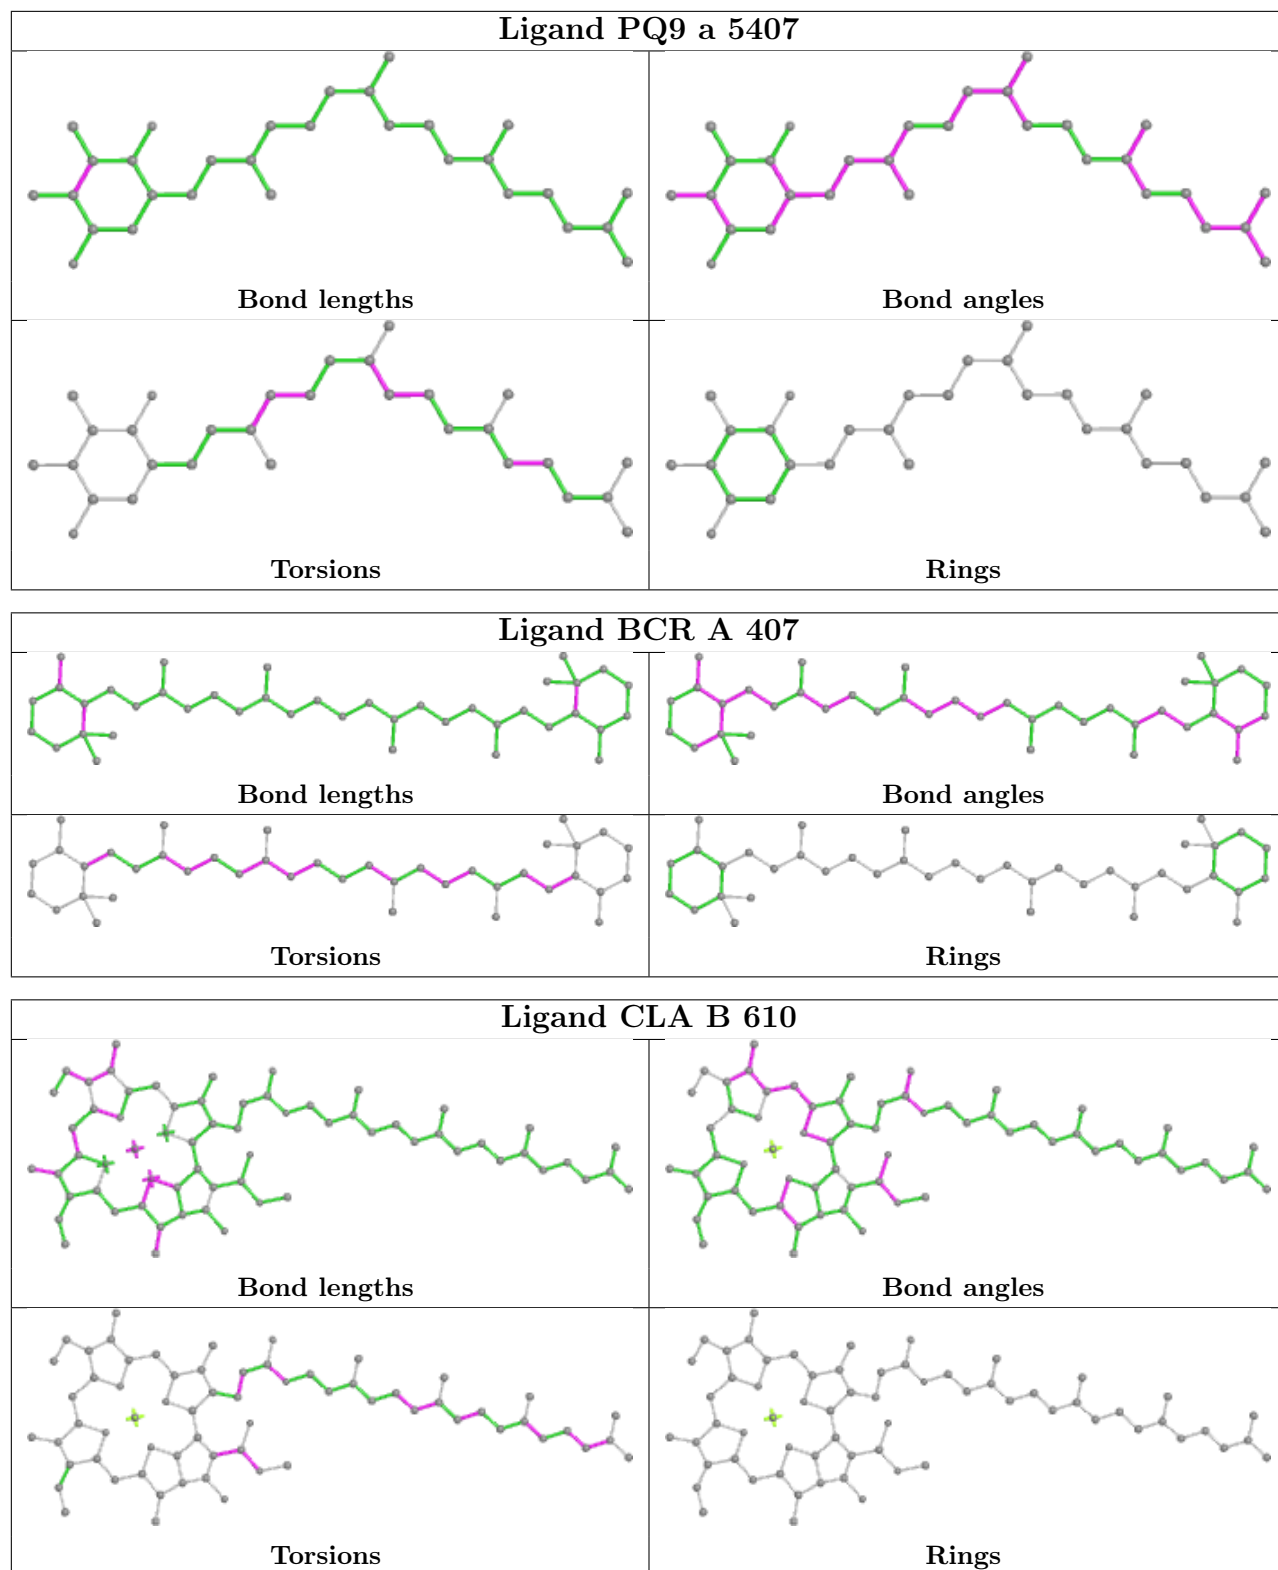 Ligand PQ9 a 5407
Bond lengths
Bond angles
Torsions
Rings
Ligand BCR A 407
Bond lengths
Bond angles
Torsions
Rings
Ligand CLA B 610
Bond lengths
Bond angles
Torsions
Rings